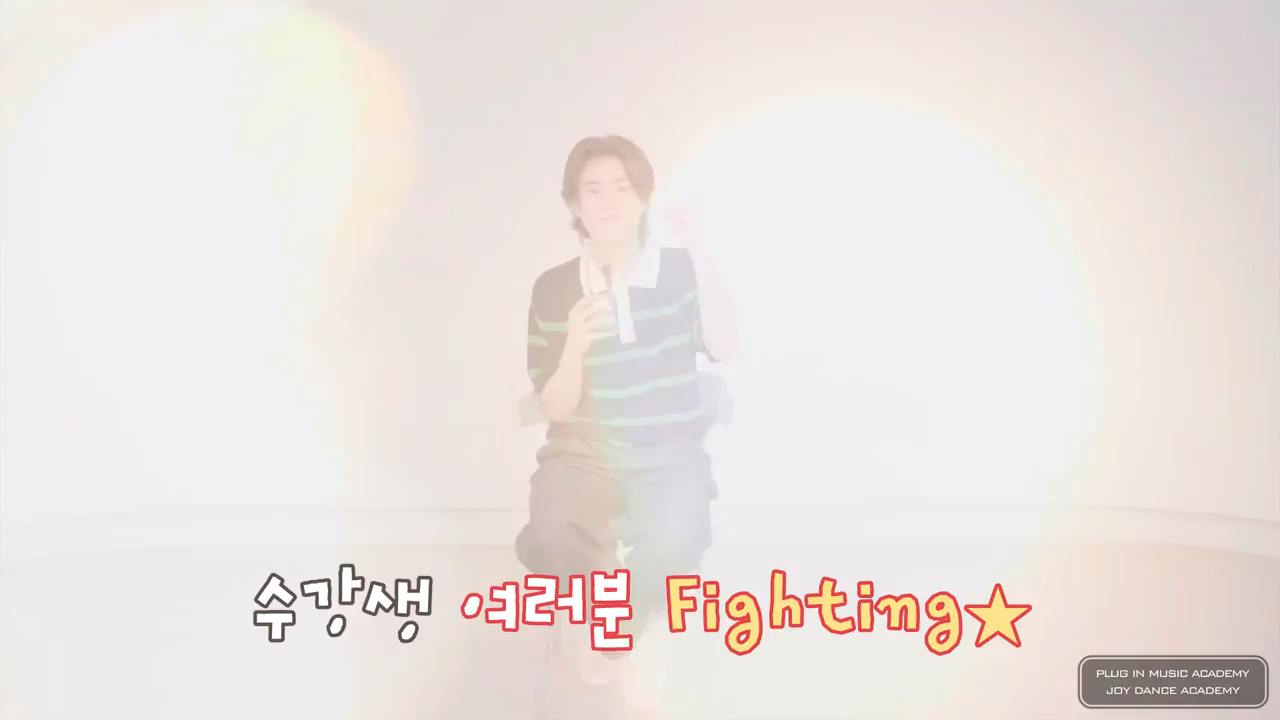 수강생 여러분 Fighting★
PLUG IN MUSIC ACADEMY
JOY DANCE ACADEMY